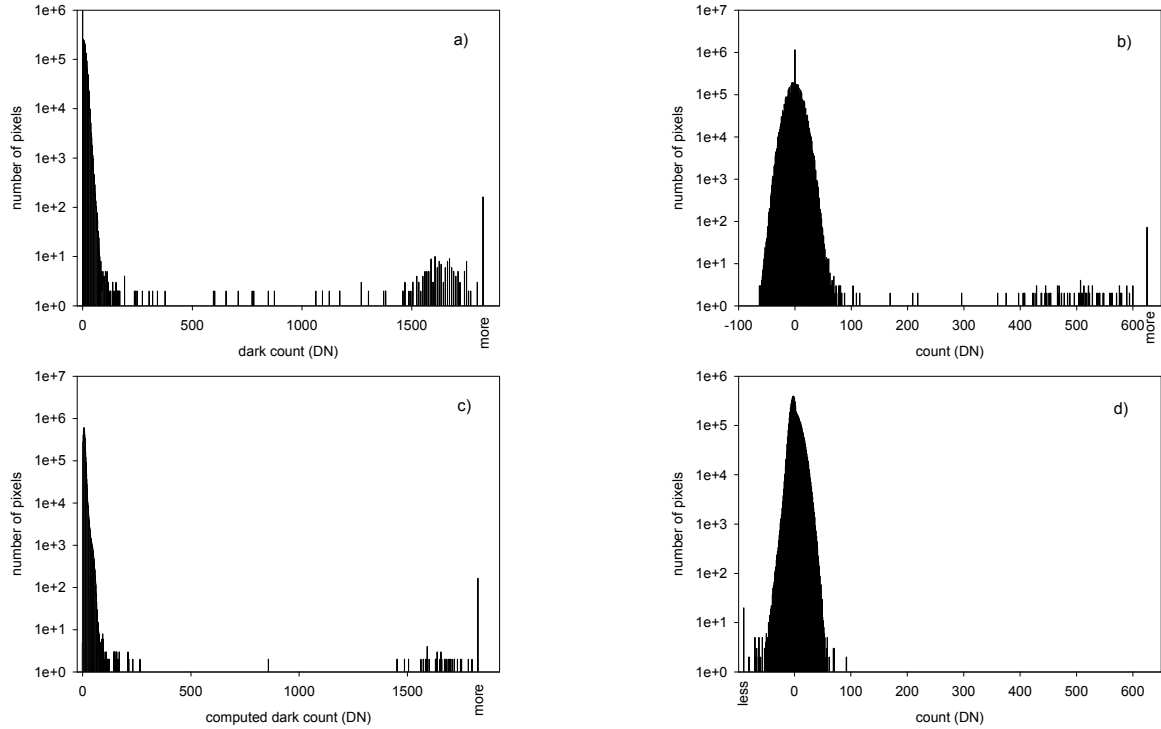 a)
number of pixels
1e+6
1e+5
1e+4
1e+3
1e+2
1e+1
1e+0
0
500
1000
1500
more
dark count (DN)
b)
number of pixels
1e+7
1e+6
1e+5
1e+4
1e+3
1e+2
1e+1
1e+0
-100
0
100
200
300
400
500
600
more
count (DN)
c)
number of pixels
1e+7
1e+6
1e+5
1e+4
1e+3
1e+2
1e+1
1e+0
0
500
1000
1500
more
computed dark count (DN)
d)
number of pixels
1e+6
1e+5
1e+4
1e+3
1e+2
1e+1
1e+0
less
0
100
200
300
400
500
600
count (DN)